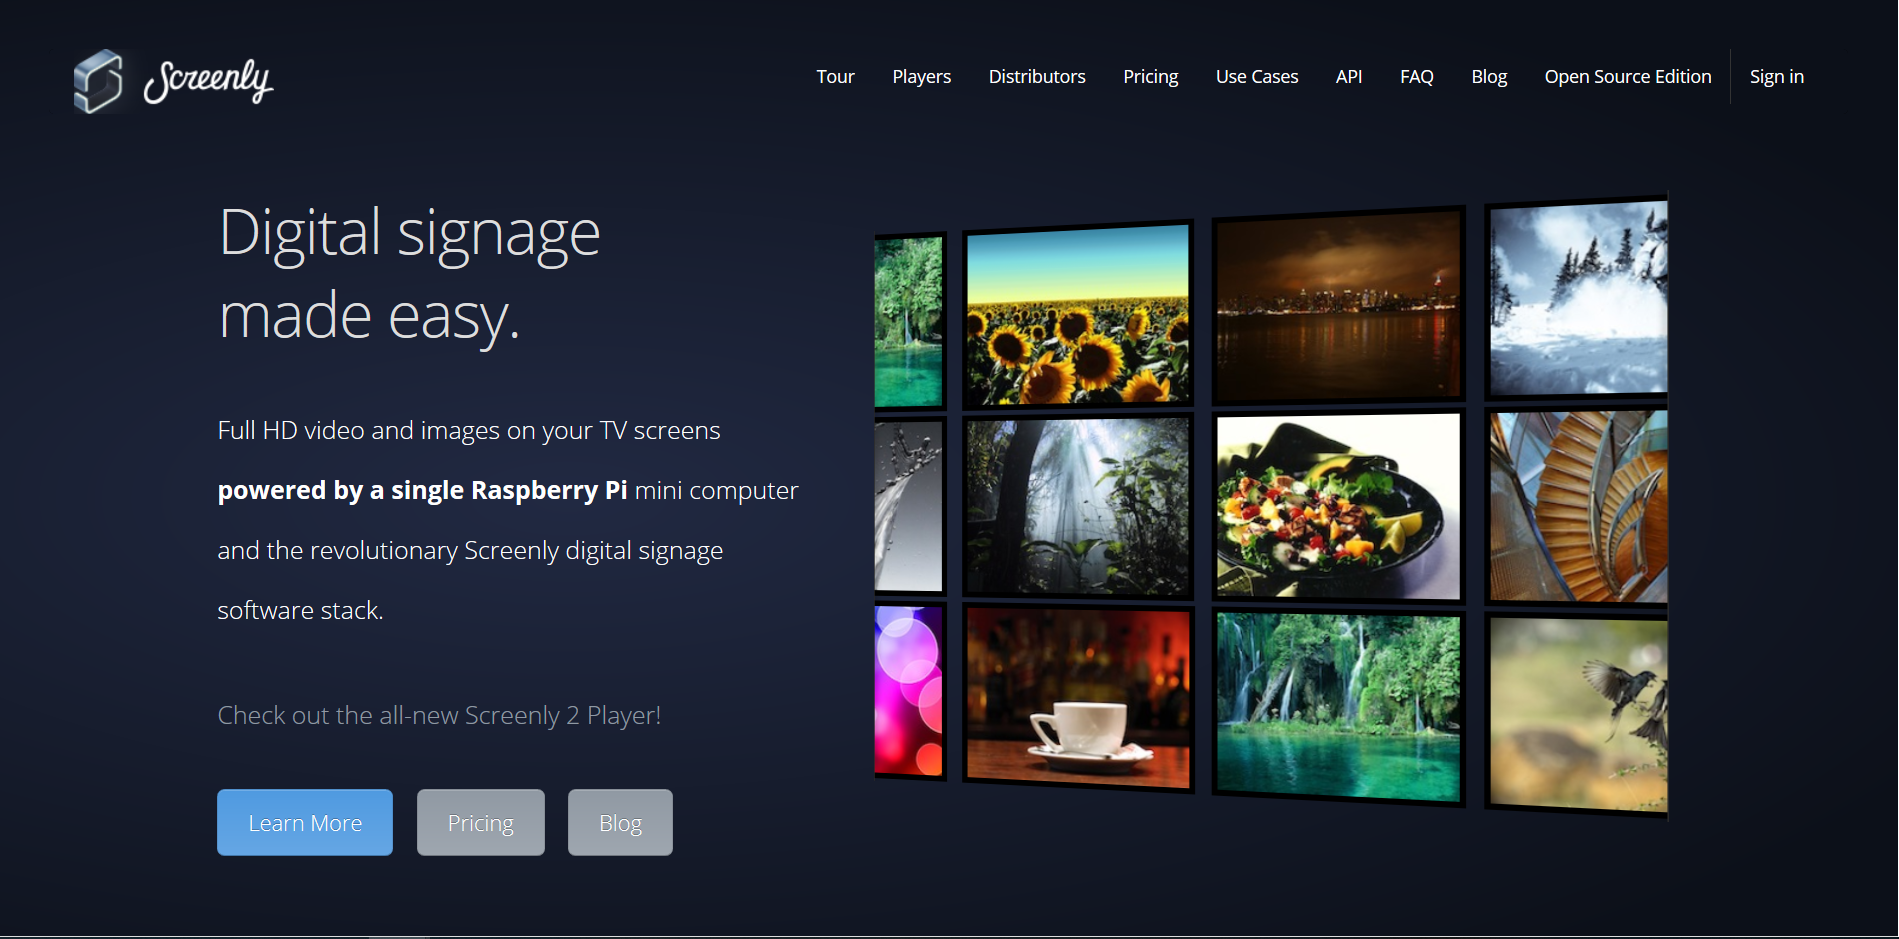 Screenly
Tour Players Distributors Pricing Use Cases API FAQ Blog Open Source Edition Sign in
Digital signage
made easy.
Full HD video and images on your TV screens
powered by a single Raspberry Pi mini computer
and the revolutionary Screenly digital signage
software stack.
Check out the all-new Screenly 2 Player!
Learn More Pricing Blog